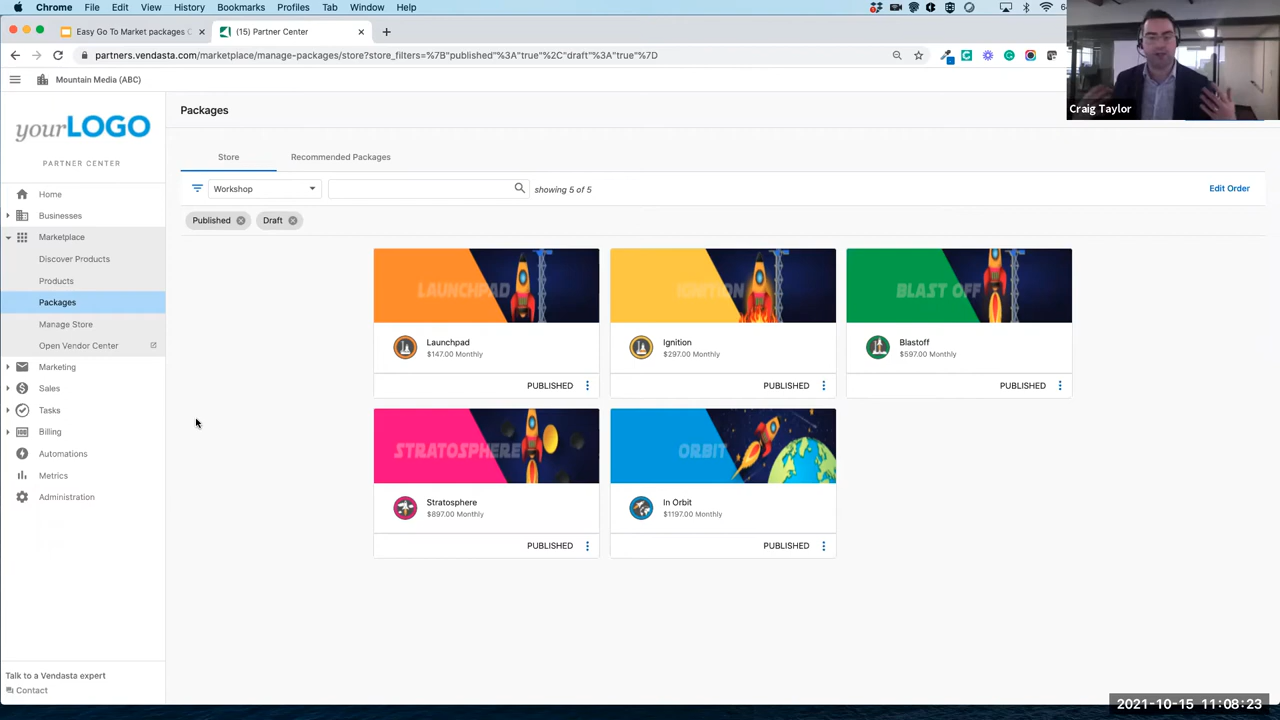 Chrome File Edit View History Bookmarks Profiles Tab Window Help
Easy Go To Market packages
(15) Partner Center
partners.vendasta.com/marketplace/manage-packages/store?store_filters=%7B"published"%3A"true"%2C"draft"%3A"true"%7D
Mountain Media (ABC)
Craig Taylor
yourLOGO
PARTNER CENTER
Home
Businesses
Marketplace
Discover Products
Products
Packages
Manage Store
Open Vendor Center
Marketing
Sales
Tasks
Billing
Automations
Metrics
Administration
Talk to a Vendasta expert
Contact
Packages
Store Recommended Packages
Workshop showing 5 of 5 Edit Order
Published Draft
LAUNCHPAD IGNITION BLAST OFF
Launchpad Ignition Blastoff
$147.00 Monthly $297.00 Monthly $597.00 Monthly
PUBLISHED PUBLISHED PUBLISHED
STRATOSPHERE ORBIT
Stratosphere In Orbit
$897.00 Monthly $1197.00 Monthly
PUBLISHED PUBLISHED
2021-10-15 11:08:23